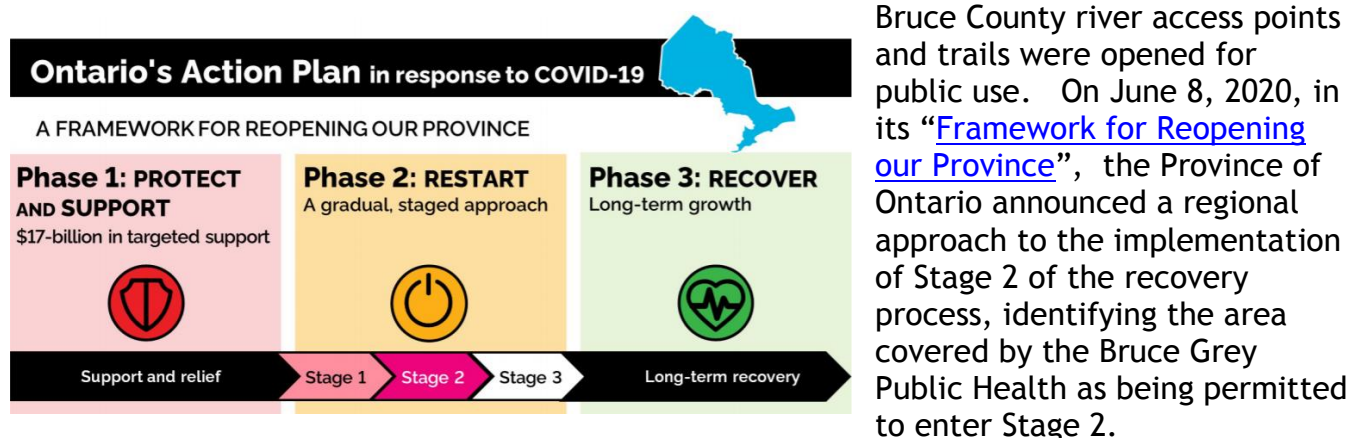 Ontario's Action Plan in response to COVID-19
A FRAMEWORK FOR REOPENING OUR PROVINCE
Phase 1: PROTECT
AND SUPPORT
$17-billion in targeted support
Phase 2: RESTART
A gradual, staged approach
Phase 3: RECOVER
Long-term growth
Support and relief
Stage 1
Stage 2
Stage 3
Long-term recovery
Bruce County river access points
and trails were opened for
public use. On June 8, 2020, in
its “Framework for Reopening
our Province”, the Province of
Ontario announced a regional
approach to the implementation
of Stage 2 of the recovery
process, identifying the area
covered by the Bruce Grey
Public Health as being permitted
to enter Stage 2.